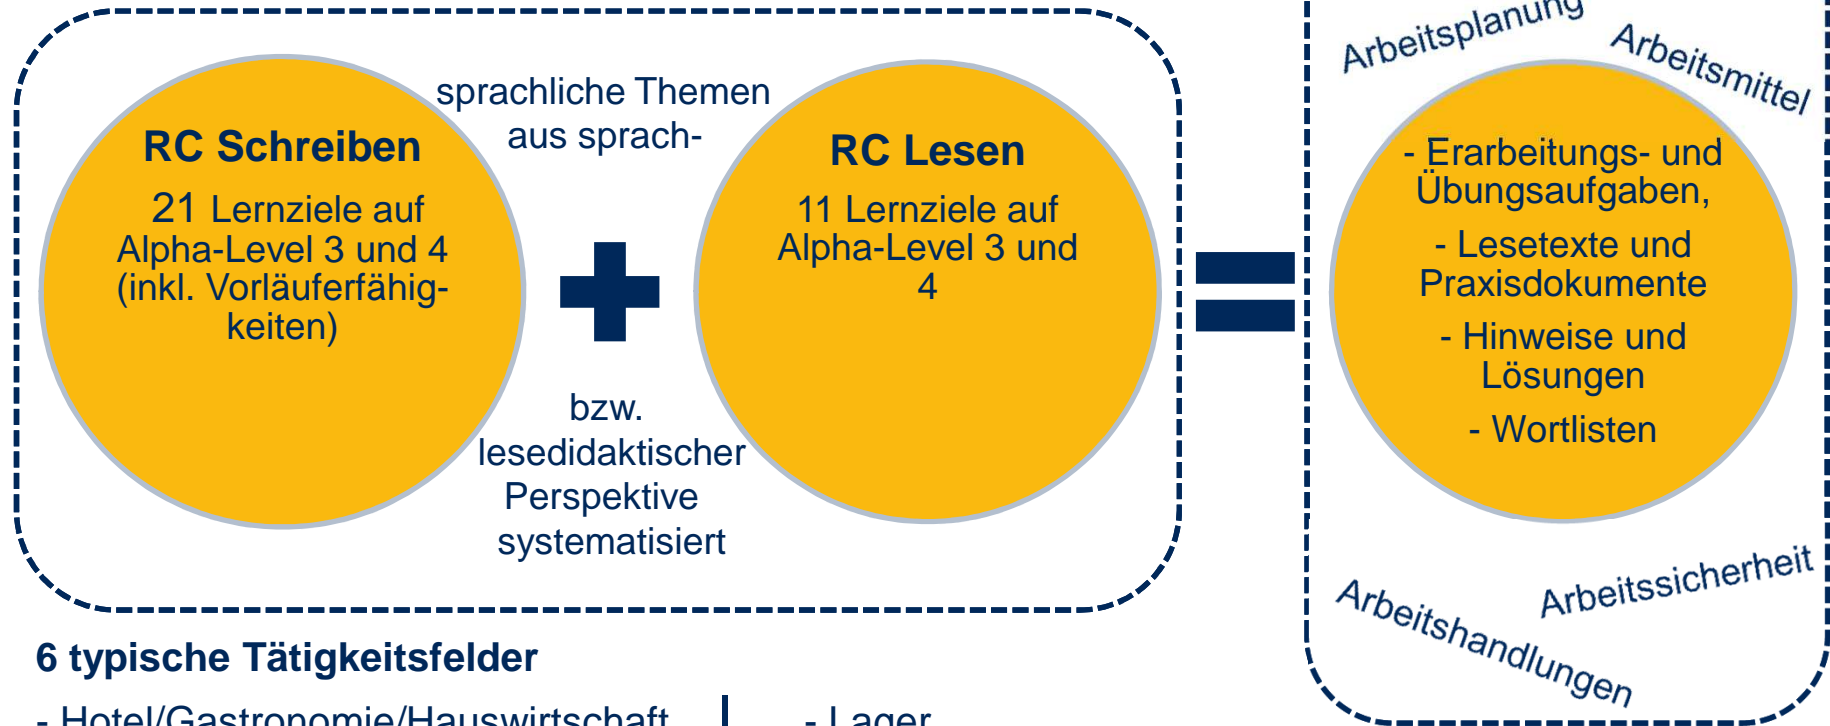 RC Schreiben
21 Lernziele auf
Alpha-Level 3 und 4
(inkl. Vorläuferfähig-
keiten)
sprachliche Themen
aus sprach-
bzw.
lesedidaktischer
Perspektive
systematisiert
RC Lesen
11 Lernziele auf
Alpha-Level 3 und
4
Arbeitsplanung
Arbeitsmittel
- Erarbeitungs- und
Übungsaufgaben,
- Lesetexte und
Praxisdokumente
- Hinweise und
Lösungen
- Wortlisten
Arbeitssicherheit
Arbeitshandlungen
6 typische Tätigkeitsfelder
- Hotel/Gastronomie/Hauswirtschaft
- Lager